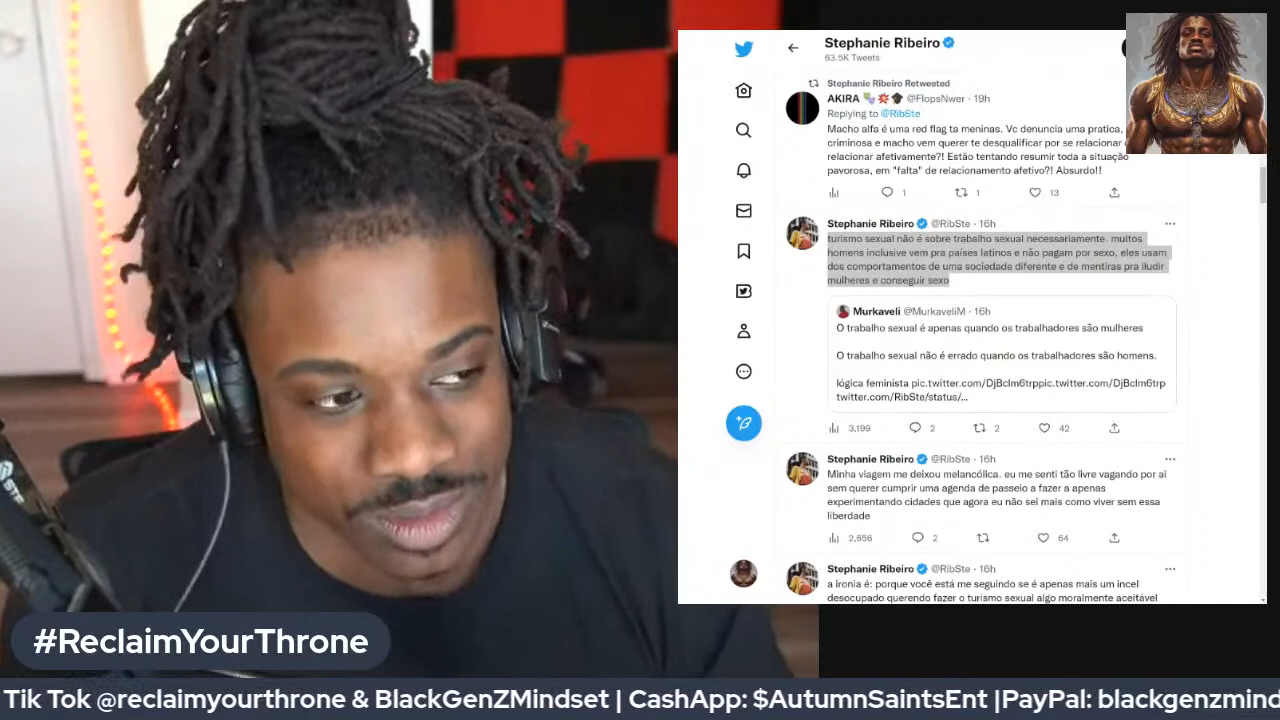 Stephanie Ribeiro
63.5K Tweets
Stephanie Ribeiro Retweeted
AKIRA @FlopsNwer · 19h
Replying to @RibSte
Macho alfa é uma red flag ta meninas. Vc denuncia uma pratica,
criminosa e macho vem querer te desqualificar por se relacionar
relacionar afetivamente?! Estão tentando resumir toda a situação
pavorosa, em "falta" de relacionamento afetivo?! Absurdo!!
1 1 13
Stephanie Ribeiro @RibSte · 16h
turismo sexual não é sobre trabalho sexual necessariamente. muitos
homens inclusive vem pra países latinos e não pagam por sexo, eles usam
dos comportamentos de uma sociedade diferente e de mentiras pra iludir
mulheres e conseguir sexo
Murkaveli @MurkaveliM · 16h
O trabalho sexual é apenas quando os trabalhadores são mulheres
O trabalho sexual não é errado quando os trabalhadores são homens.
lógica feminista pic.twitter.com/DjBclm6trppic.twitter.com/DjBclm6trp
twitter.com/RibSte/status/...
3,199 2 2 42
Stephanie Ribeiro @RibSte · 16h
Minha viagem me deixou melancólica. eu me senti tão livre vagando por aí
sem querer cumprir uma agenda de passeio a fazer a apenas
experimentando cidades que agora eu não sei mais como viver sem essa
liberdade
2,656 2 64
Stephanie Ribeiro @RibSte · 16h
a ironia é: porque você está me seguindo se é apenas mais um incel
desocupado querendo fazer o turismo sexual algo moralmente aceitável
#ReclaimYourThrone
Tik Tok @reclaimyourthrone & BlackGenZMindset | CashApp: $AutumnSaintsEnt |PayPal: blackgenzmind